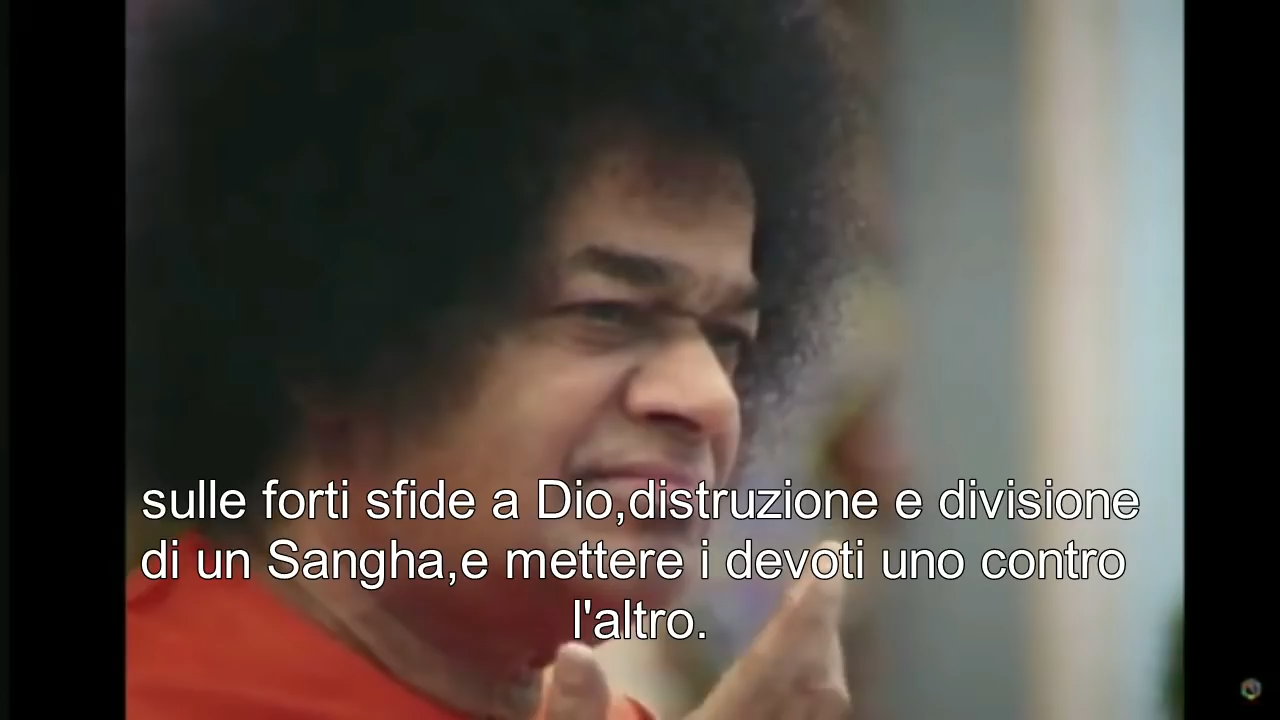 sulle forti sfide a Dio,distruzione e divisione
di un Sangha,e mettere i devoti uno contro
l'altro.